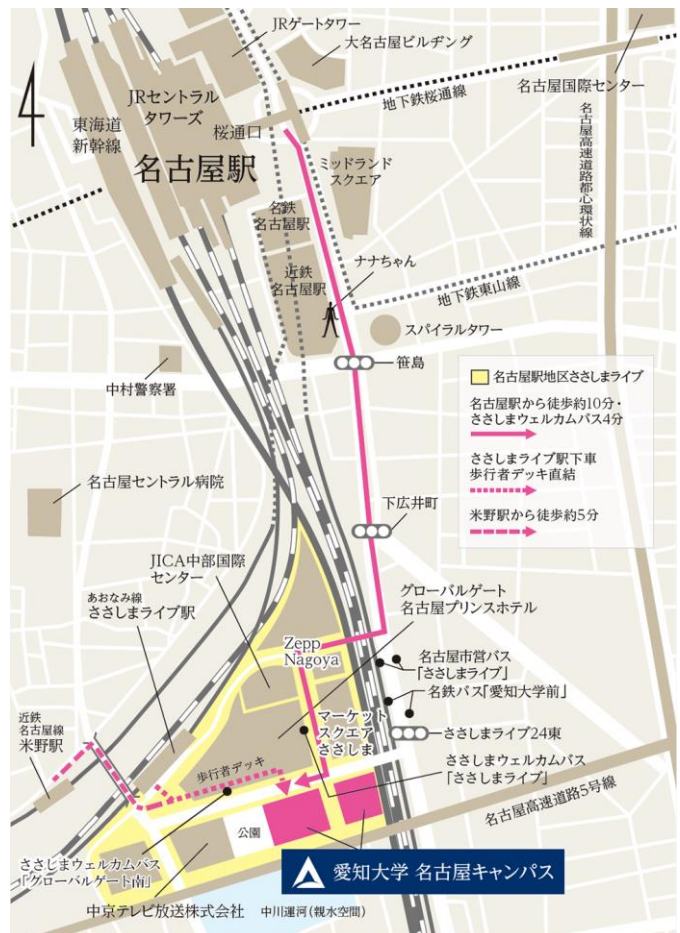 JRゲートタワー
大名古屋ビルヂング
JRセントラル
タワーズ
東海道
新幹線
桜通口
地下鉄桜通線
名古屋国際センター
名古屋高速道路都心環状線
名古屋駅
ミッドランド
スクエア
名鉄
名古屋駅
近鉄
名古屋駅
ナナちゃん
地下鉄東山線
スパイラルタワー
笹島
中村警察署
名古屋駅地区ささしまライブ
名古屋駅から徒歩約10分・
ささしまウェルカムバス4分
ささしまライブ駅下車
歩行者デッキ直結
米野駅から徒歩約5分
名古屋セントラル病院
下広井町
JICA中部国際
センター
あおなみ線
ささしまライブ駅
グローバルゲート
名古屋プリンスホテル
Zepp
Nagoya
名古屋市営バス
「ささしまライブ」
名鉄バス「愛知大学前」
近鉄
名古屋線
米野駅
マーケット
スクエア
ささしま
ささしまライブ24東
ささしまウェルカムバス
「ささしまライブ」
歩行者デッキ
名古屋高速道路5号線
公園
ささしまウェルカムバス
「グローバルゲート南」
愛知大学 名古屋キャンパス
中京テレビ放送株式会社
中川運河(親水空間)